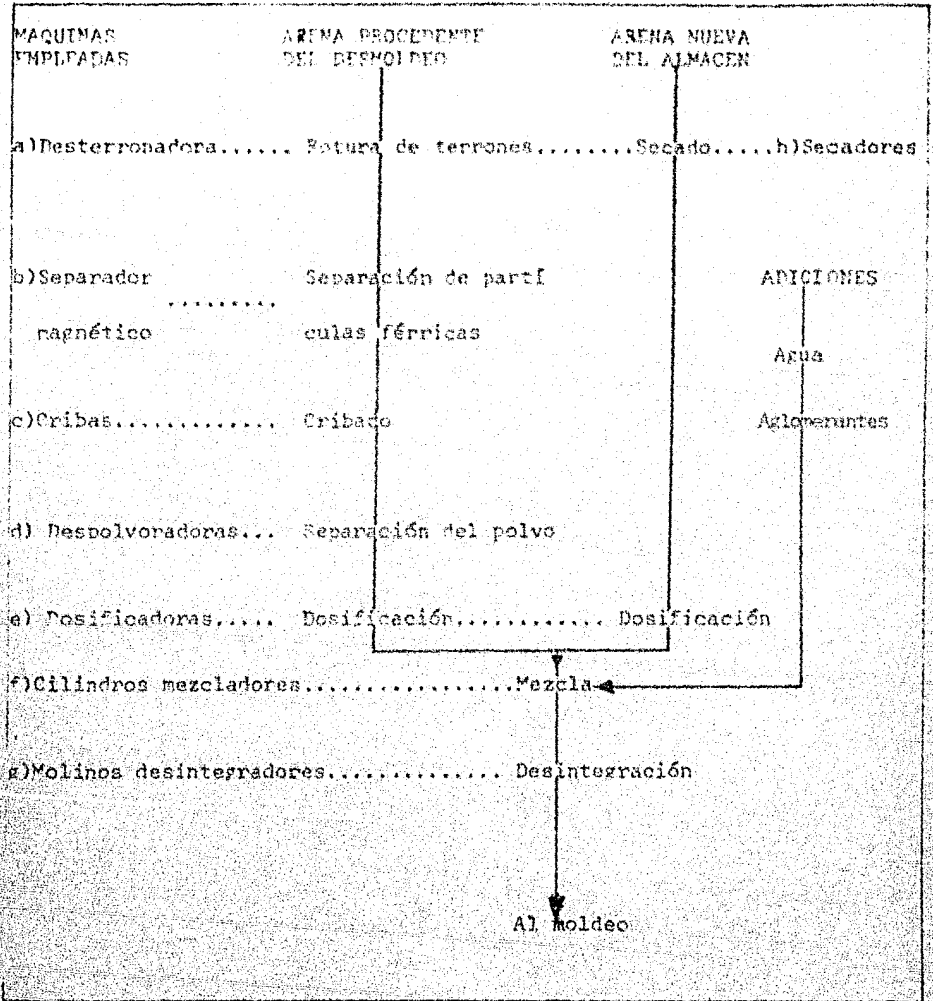 MAQUINAS EMPLEADAS
ARENA PROCEDENTE DEL DESMOLDEO
ARENA NUEVA DEL ALMACEN
a)Desterronadora...... Rotura de terrones........Secado.....h)Secadores
b)Separador magnético ......... Separación de partí culas férricas
ADICIONES
Agua
c)Cribas............. Cribado
Aglomerantes
d) Despolvoradoras... Separación del polvo
e) Dosificadoras..... Dosificación............ Dosificación
f)Cilindros mezcladores.................Mezcla
g)Molinos desintegradores.............. Desintegración
Al moldeo